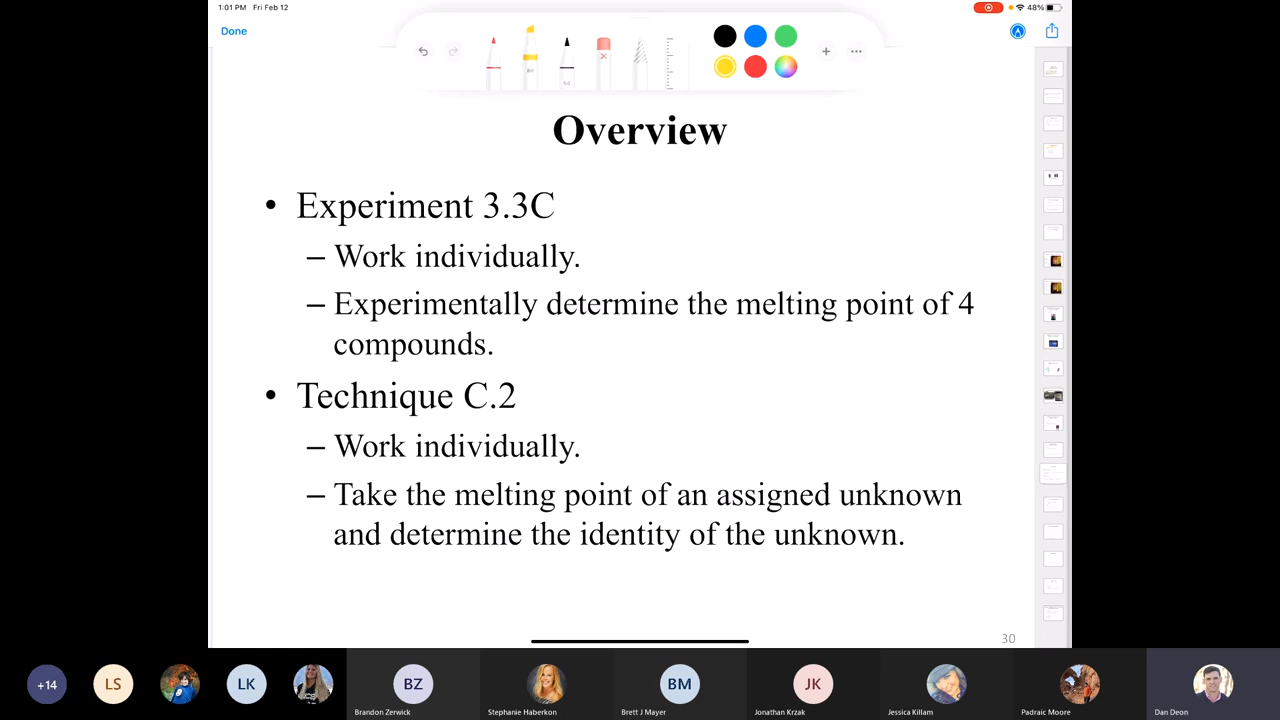 1:01 PM Fri Feb 12
48%
Done
Overview
• Experiment 3.3C
– Work individually.
– Experimentally determine the melting point of 4
compounds.
• Technique C.2
– Work individually.
– Take the melting point of an assigned unknown
and determine the identity of the unknown.
30
+14
LS
LK
BZ
BM
JK
Brandon Zerwick
Stephanie Haberkon
Brett J Mayer
Jonathan Krzak
Jessica Killam
Padraic Moore
Dan Deon